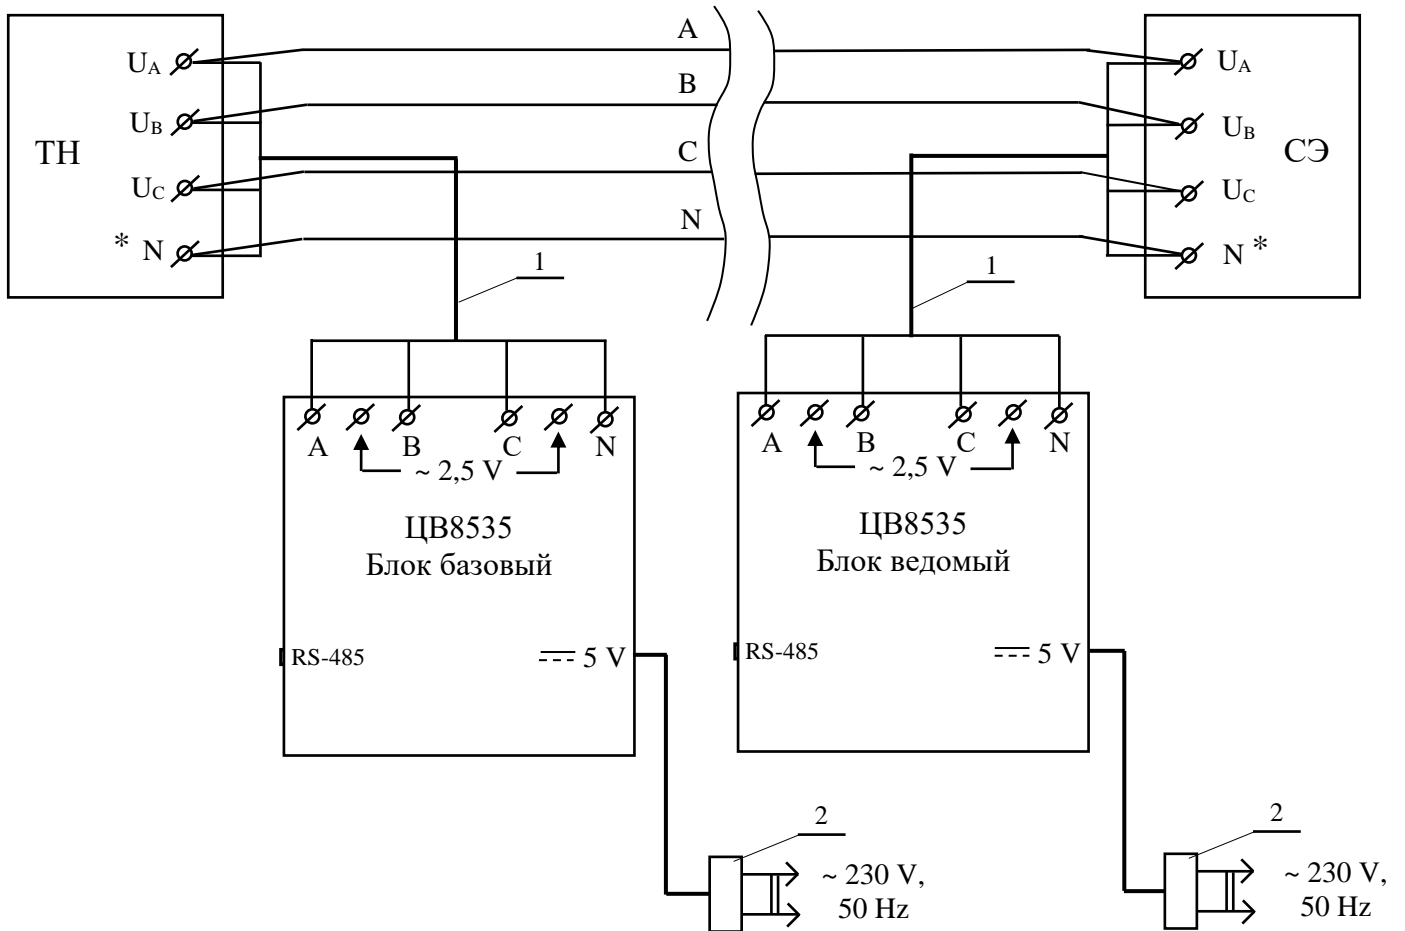 A
B
C
N
ТН
UA
UB
UC
* N
СЭ
UA
UB
UC
N *
1
1
A
B
C
N
~ 2,5 V
ЦВ8535
Блок базовый
RS-485
5 V
A
B
C
N
~ 2,5 V
ЦВ8535
Блок ведомый
RS-485
5 V
2
~ 230 V,
50 Hz
2
~ 230 V,
50 Hz